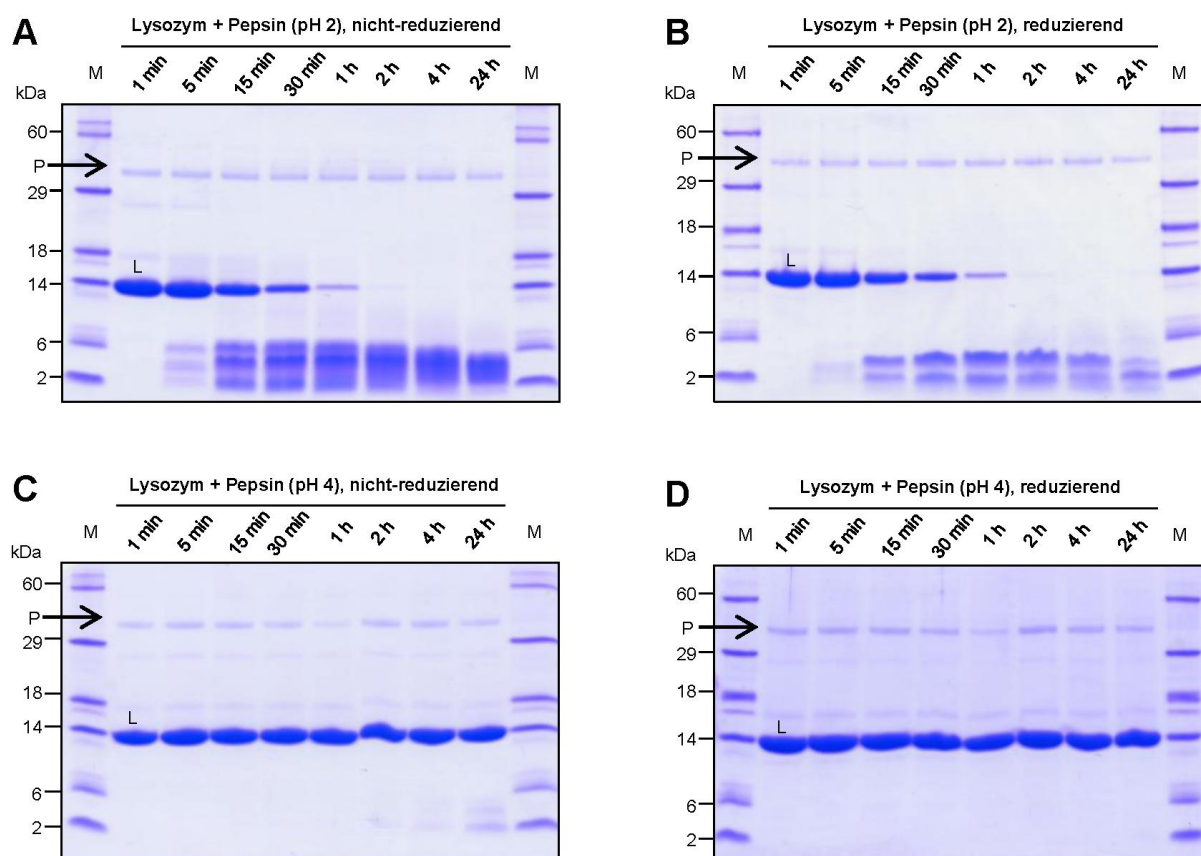 A
Lysozym + Pepsin (pH 2), nicht-reduzierend
M 1 min 5 min 15 min 30 min 1 h 2 h 4 h 24 h M
kDa
60
P
29
18
L
14
6
2
B
Lysozym + Pepsin (pH 2), reduzierend
M 1 min 5 min 15 min 30 min 1 h 2 h 4 h 24 h M
kDa
60
P
29
18
L
14
6
2
C
Lysozym + Pepsin (pH 4), nicht-reduzierend
M 1 min 5 min 15 min 30 min 1 h 2 h 4 h 24 h M
kDa
60
P
29
18
L
14
6
2
D
Lysozym + Pepsin (pH 4), reduzierend
M 1 min 5 min 15 min 30 min 1 h 2 h 4 h 24 h M
kDa
60
P
29
18
L
14
6
2